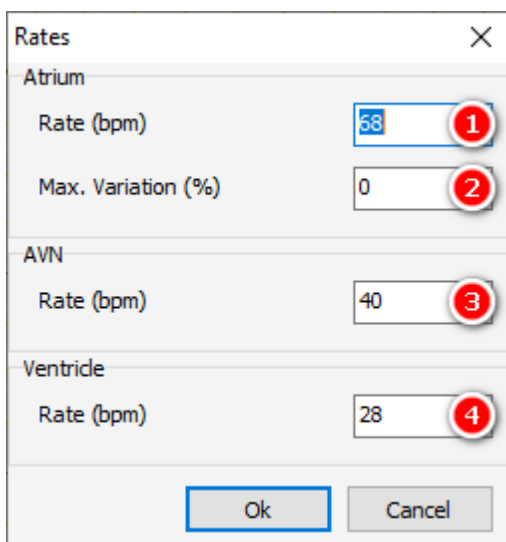 Rates
Atrium
Rate (bpm) 68 1
Max. Variation (%) 0 2
AVN
Rate (bpm) 40 3
Ventricle
Rate (bpm) 28 4
Ok Cancel